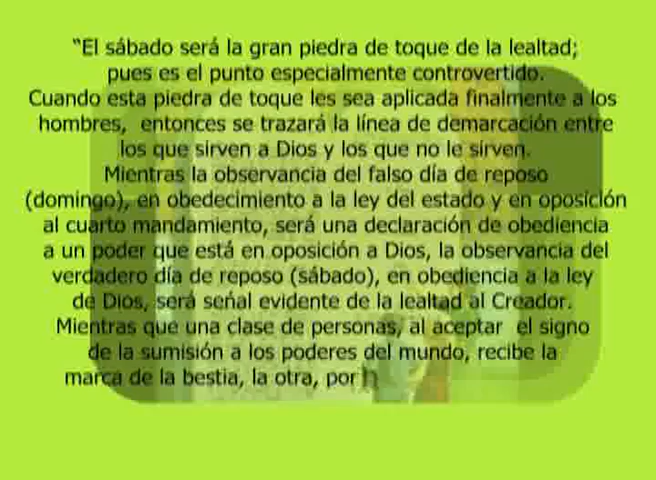 “El sábado será la gran piedra de toque de la lealtad;
pues es el punto especialmente controvertido.
Cuando esta piedra de toque les sea aplicada finalmente a los
hombres, entonces se trazará la línea de demarcación entre
los que sirven a Dios y los que no le sirven.
Mientras la observancia del falso día de reposo
(domingo), en obedecimiento a la ley del estado y en oposición
al cuarto mandamiento, será una declaración de obediencia
a un poder que está en oposición a Dios, la observancia del
verdadero día de reposo (sábado), en obediencia a la ley
de Dios, será señal evidente de la lealtad al Creador.
Mientras que una clase de personas, al aceptar el signo
de la sumisión a los poderes del mundo, recibe la
marca de la bestia, la otra, por